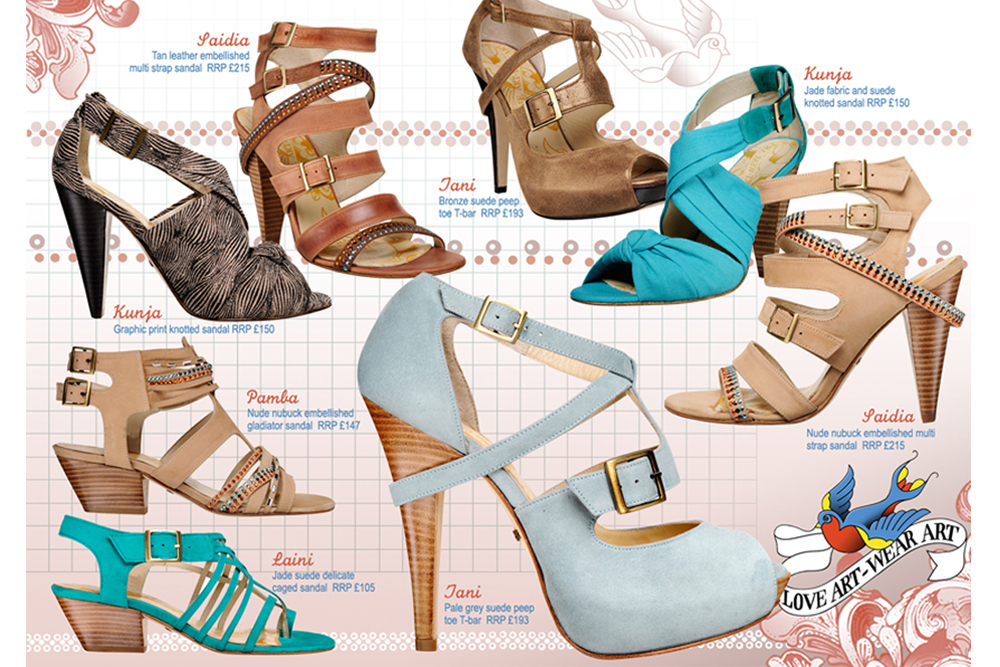 Saidia
Tan leather embellished
multi strap sandal RRP £215
Kunja
Jade fabric and suede
knotted sandal RRP £150
Tani
Bronze suede peep
toe T-bar RRP £193
Kunja
Graphic print knotted sandal RRP £150
Pamba
Nude nubuck embellished
gladiator sandal RRP £147
Saidia
Nude nubuck embellished multi
strap sandal RRP £215
Laini
Jade suede delicate
caged sandal RRP £105
Tani
Pale grey suede peep
toe T-bar RRP £193
LOVE ART-WEAR ART